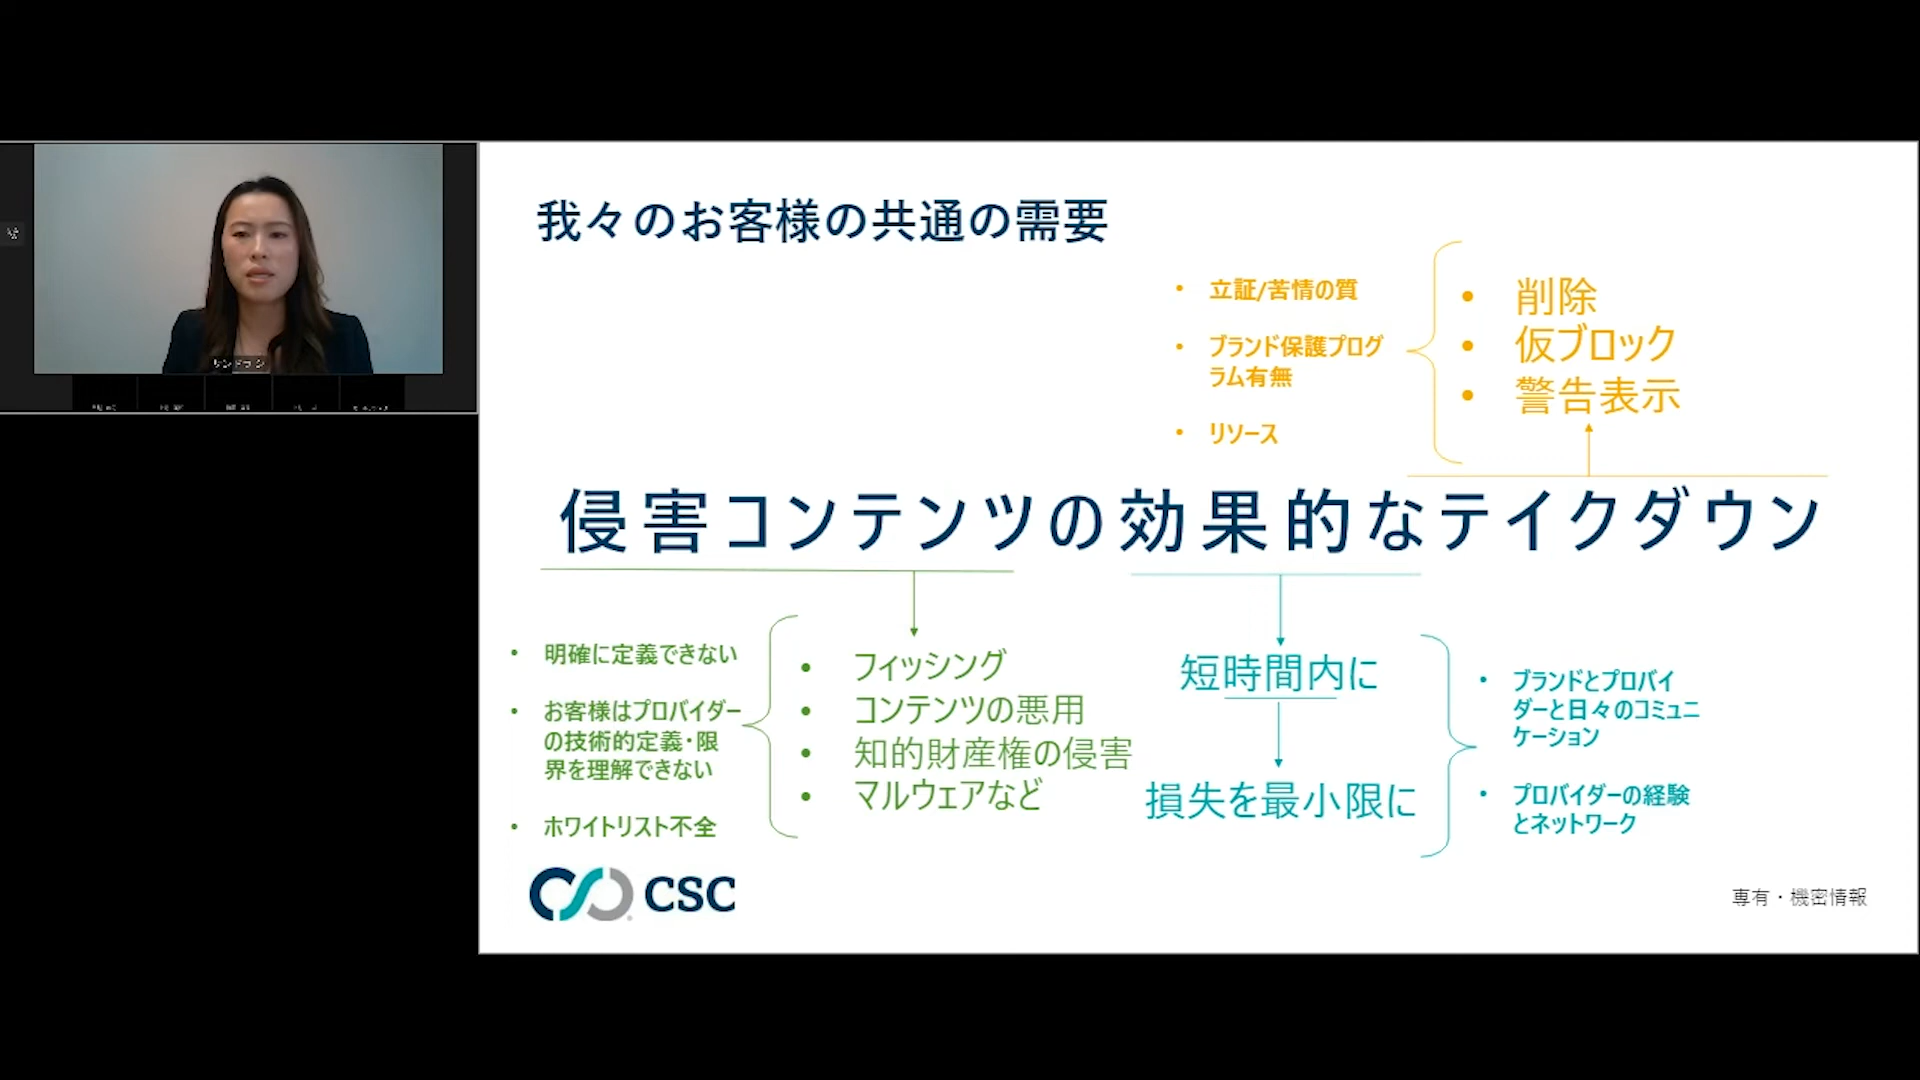 我々のお客様の共通の需要
• 立証/苦情の質
• ブランド保護プログ
ラム有無
• リソース
• 削除
• 仮ブロック
• 警告表示
侵害コンテンツの効果的なテイクダウン
• 明確に定義できない
• お客様はプロバイダー
の技術的定義・限
界を理解できない
• ホワイトリスト不全
• フィッシング
• コンテンツの悪用
• 知的財産権の侵害
• マルウェアなど
短時間内に
損失を最小限に
• ブランドとプロバイ
ダーと日々のコミュニ
ケーション
• プロバイダーの経験
とネットワーク
CSC
専有・機密情報